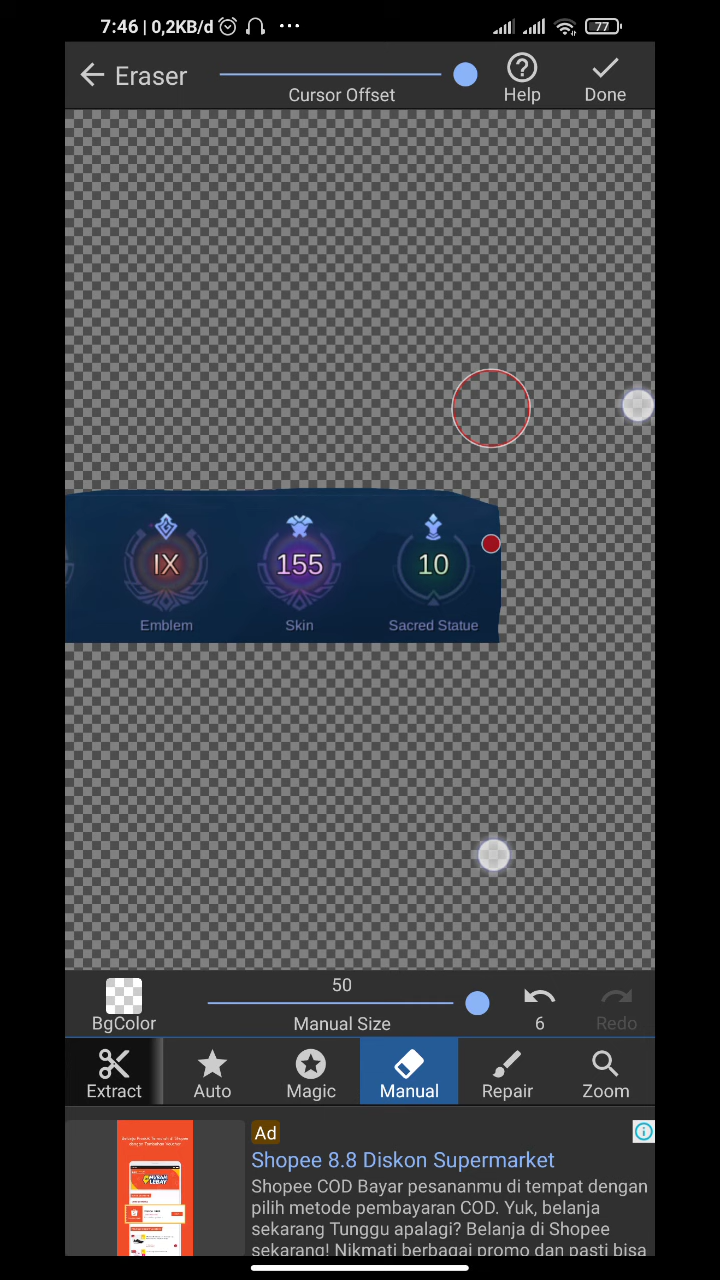 7:46 | 0,2KB/d
77
Eraser
Cursor Offset
Help
Done
IX
155
10
Emblem
Skin
Sacred Statue
50
BgColor
Manual Size
6
Redo
Extract
Auto
Magic
Manual
Repair
Zoom
MURAH
LEBAY
Ad
Shopee 8.8 Diskon Supermarket
Shopee COD Bayar pesananmu di tempat dengan
pilih metode pembayaran COD. Yuk, belanja
sekarang Tunggu apalagi? Belanja di Shopee
sekarang! Nikmati berbagai promo dan pasti bisa